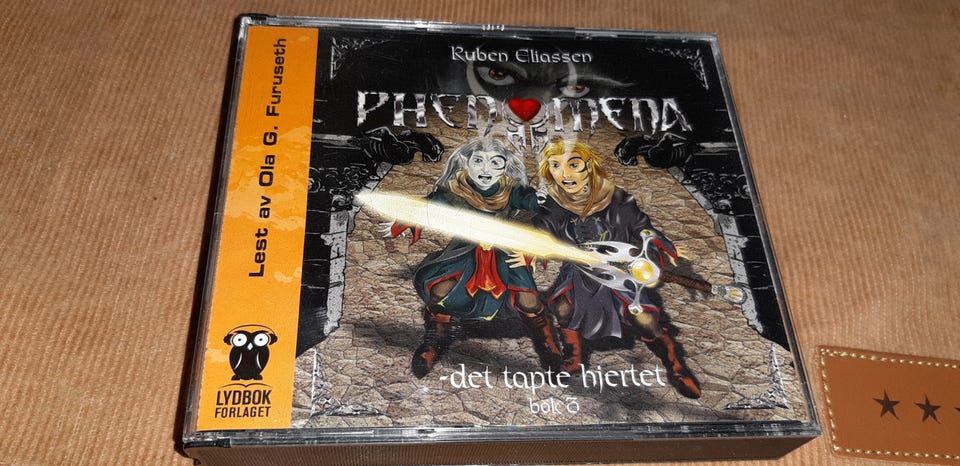 Lest av Ola G. Furuseth
LYDBOK
FORLAGET
Ruben Eliassen
PHENOMENA
-det tapte hjertet
bok 3